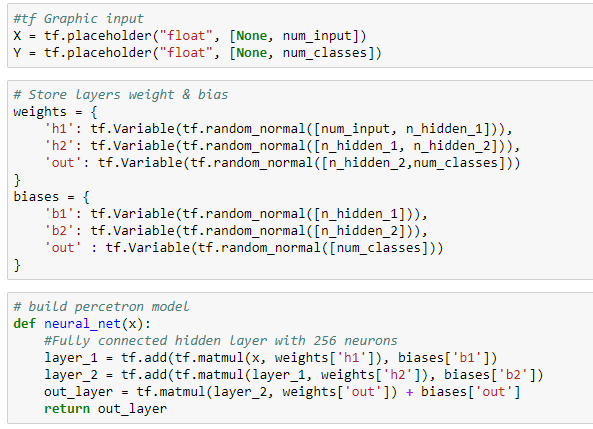 #tf Graphic input
X = tf.placeholder("float", [None, num_input])
Y = tf.placeholder("float", [None, num_classes])
# Store layers weight & bias
weights = {
    'h1': tf.Variable(tf.random_normal([num_input, n_hidden_1])),
    'h2': tf.Variable(tf.random_normal([n_hidden_1, n_hidden_2])),
    'out': tf.Variable(tf.random_normal([n_hidden_2,num_classes]))
}
biases = {
    'b1': tf.Variable(tf.random_normal([n_hidden_1])),
    'b2': tf.Variable(tf.random_normal([n_hidden_2])),
    'out' : tf.Variable(tf.random_normal([num_classes]))
}
# build percetron model
def neural_net(x):
    #Fully connected hidden layer with 256 neurons
    layer_1 = tf.add(tf.matmul(x, weights['h1']), biases['b1'])
    layer_2 = tf.add(tf.matmul(layer_1, weights['h2']), biases['b2'])
    out_layer = tf.matmul(layer_2, weights['out']) + biases['out']
    return out_layer